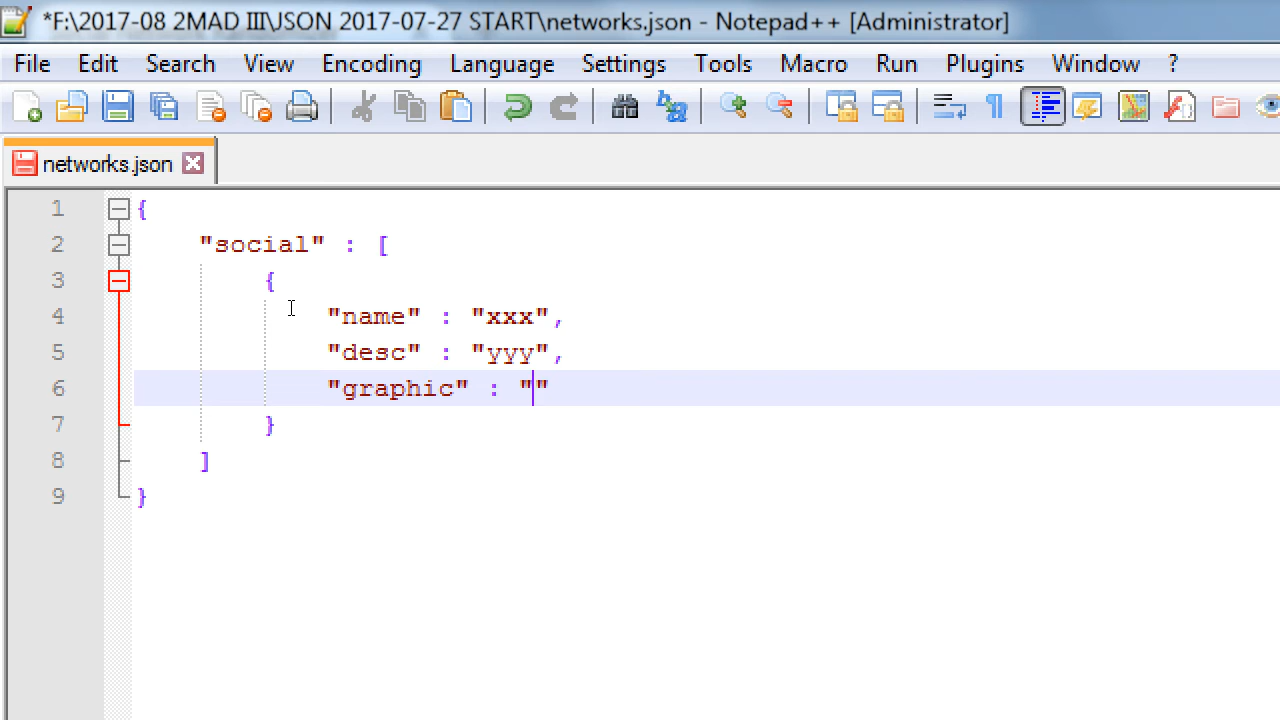 *F:\2017-08 2MAD III\JSON 2017-07-27 START\networks.json - Notepad++ [Administrator]
File Edit Search View Encoding Language Settings Tools Macro Run Plugins Window ?
networks.json
1 {
2 "social" : [
3 {
4 "name" : "xxx",
5 "desc" : "yyy",
6 "graphic" : ""
7 }
8 ]
9 }